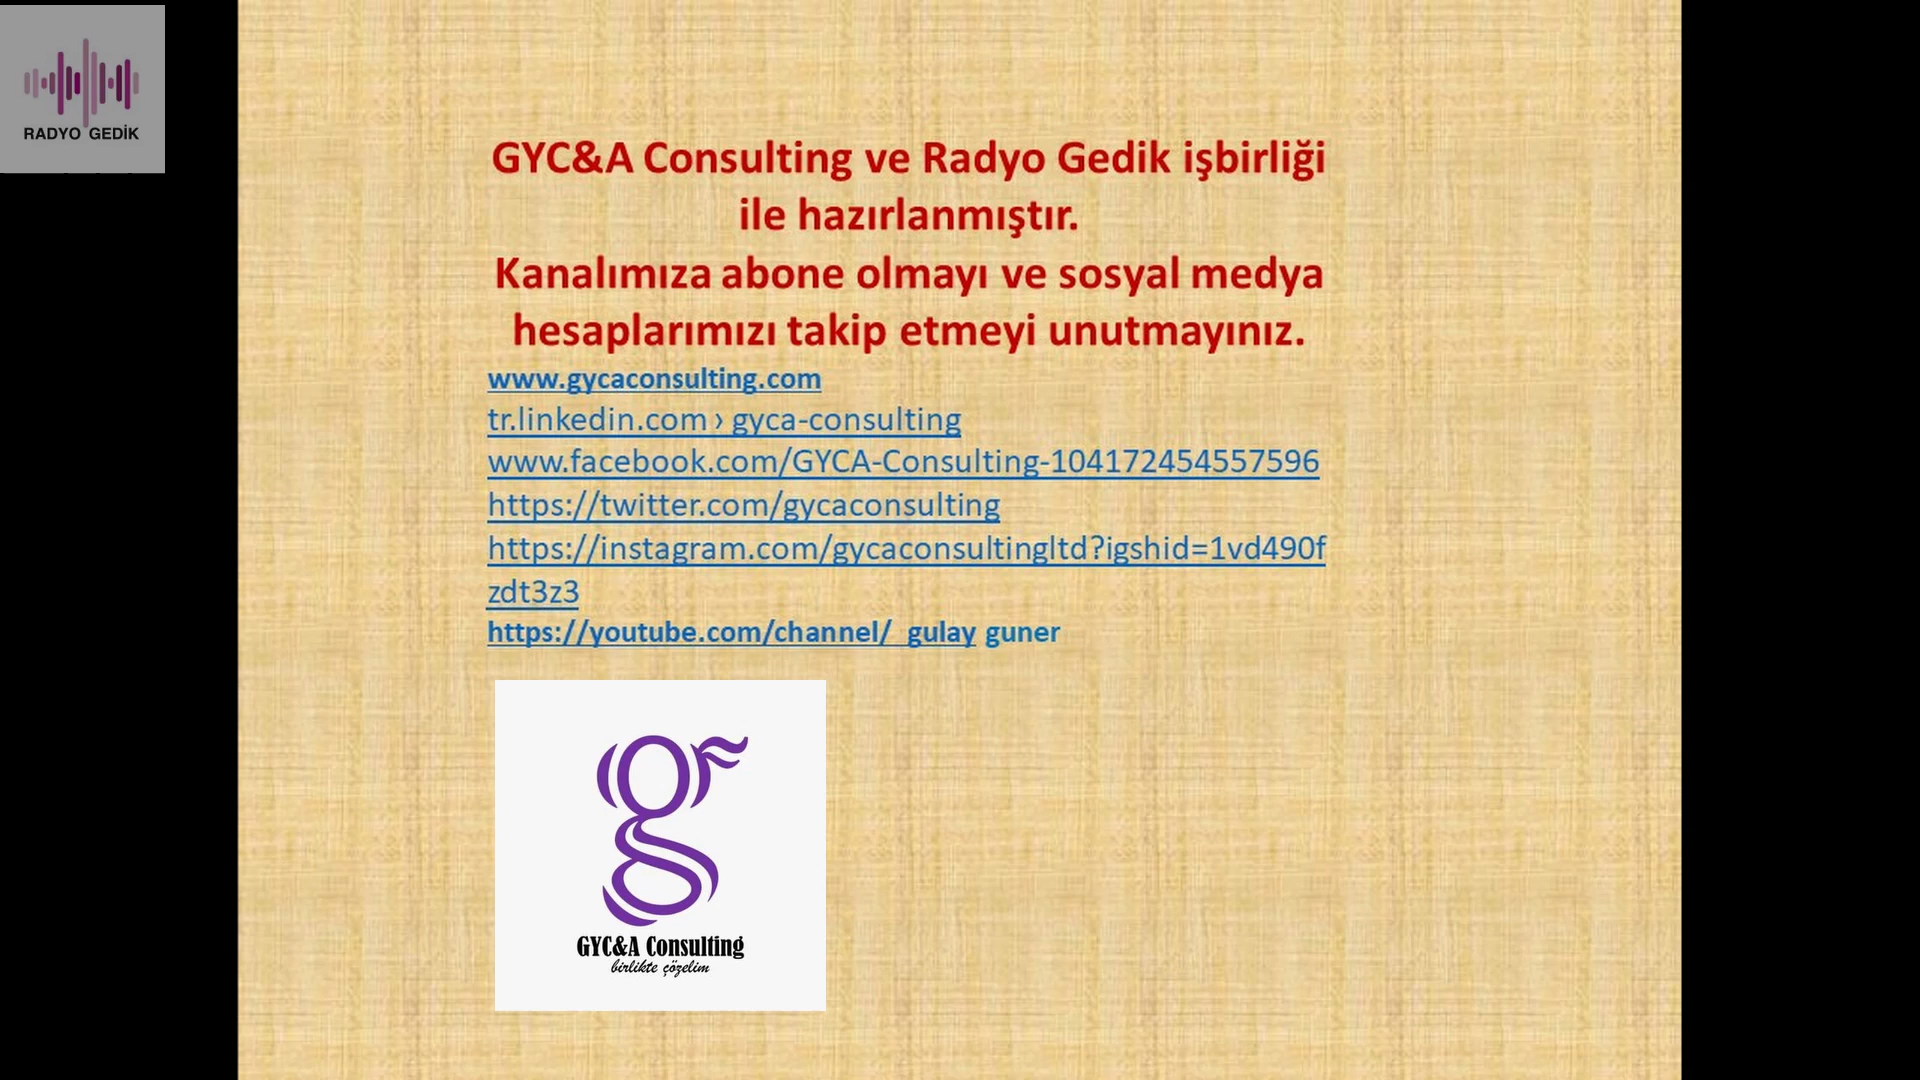 RADYO GEDİK
GYC&A Consulting ve Radyo Gedik işbirliği
ile hazırlanmıştır.
Kanalımıza abone olmayı ve sosyal medya
hesaplarımızı takip etmeyi unutmayınız.
www.gycaconsulting.com
tr.linkedin.com › gyca-consulting
www.facebook.com/GYCA-Consulting-104172454557596
https://twitter.com/gycaconsulting
https://instagram.com/gycaconsultingltd?igshid=1vd490f
zdt3z3
https://youtube.com/channel/_gulay guner
GYC&A Consulting
birlikte çözelim